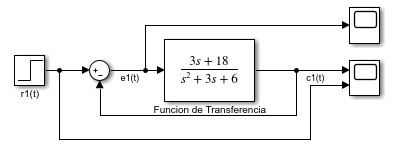 3s + 18
s² + 3s + 6
+
-
r1(t)
e1(t)
c1(t)
Funcion de Transferencia